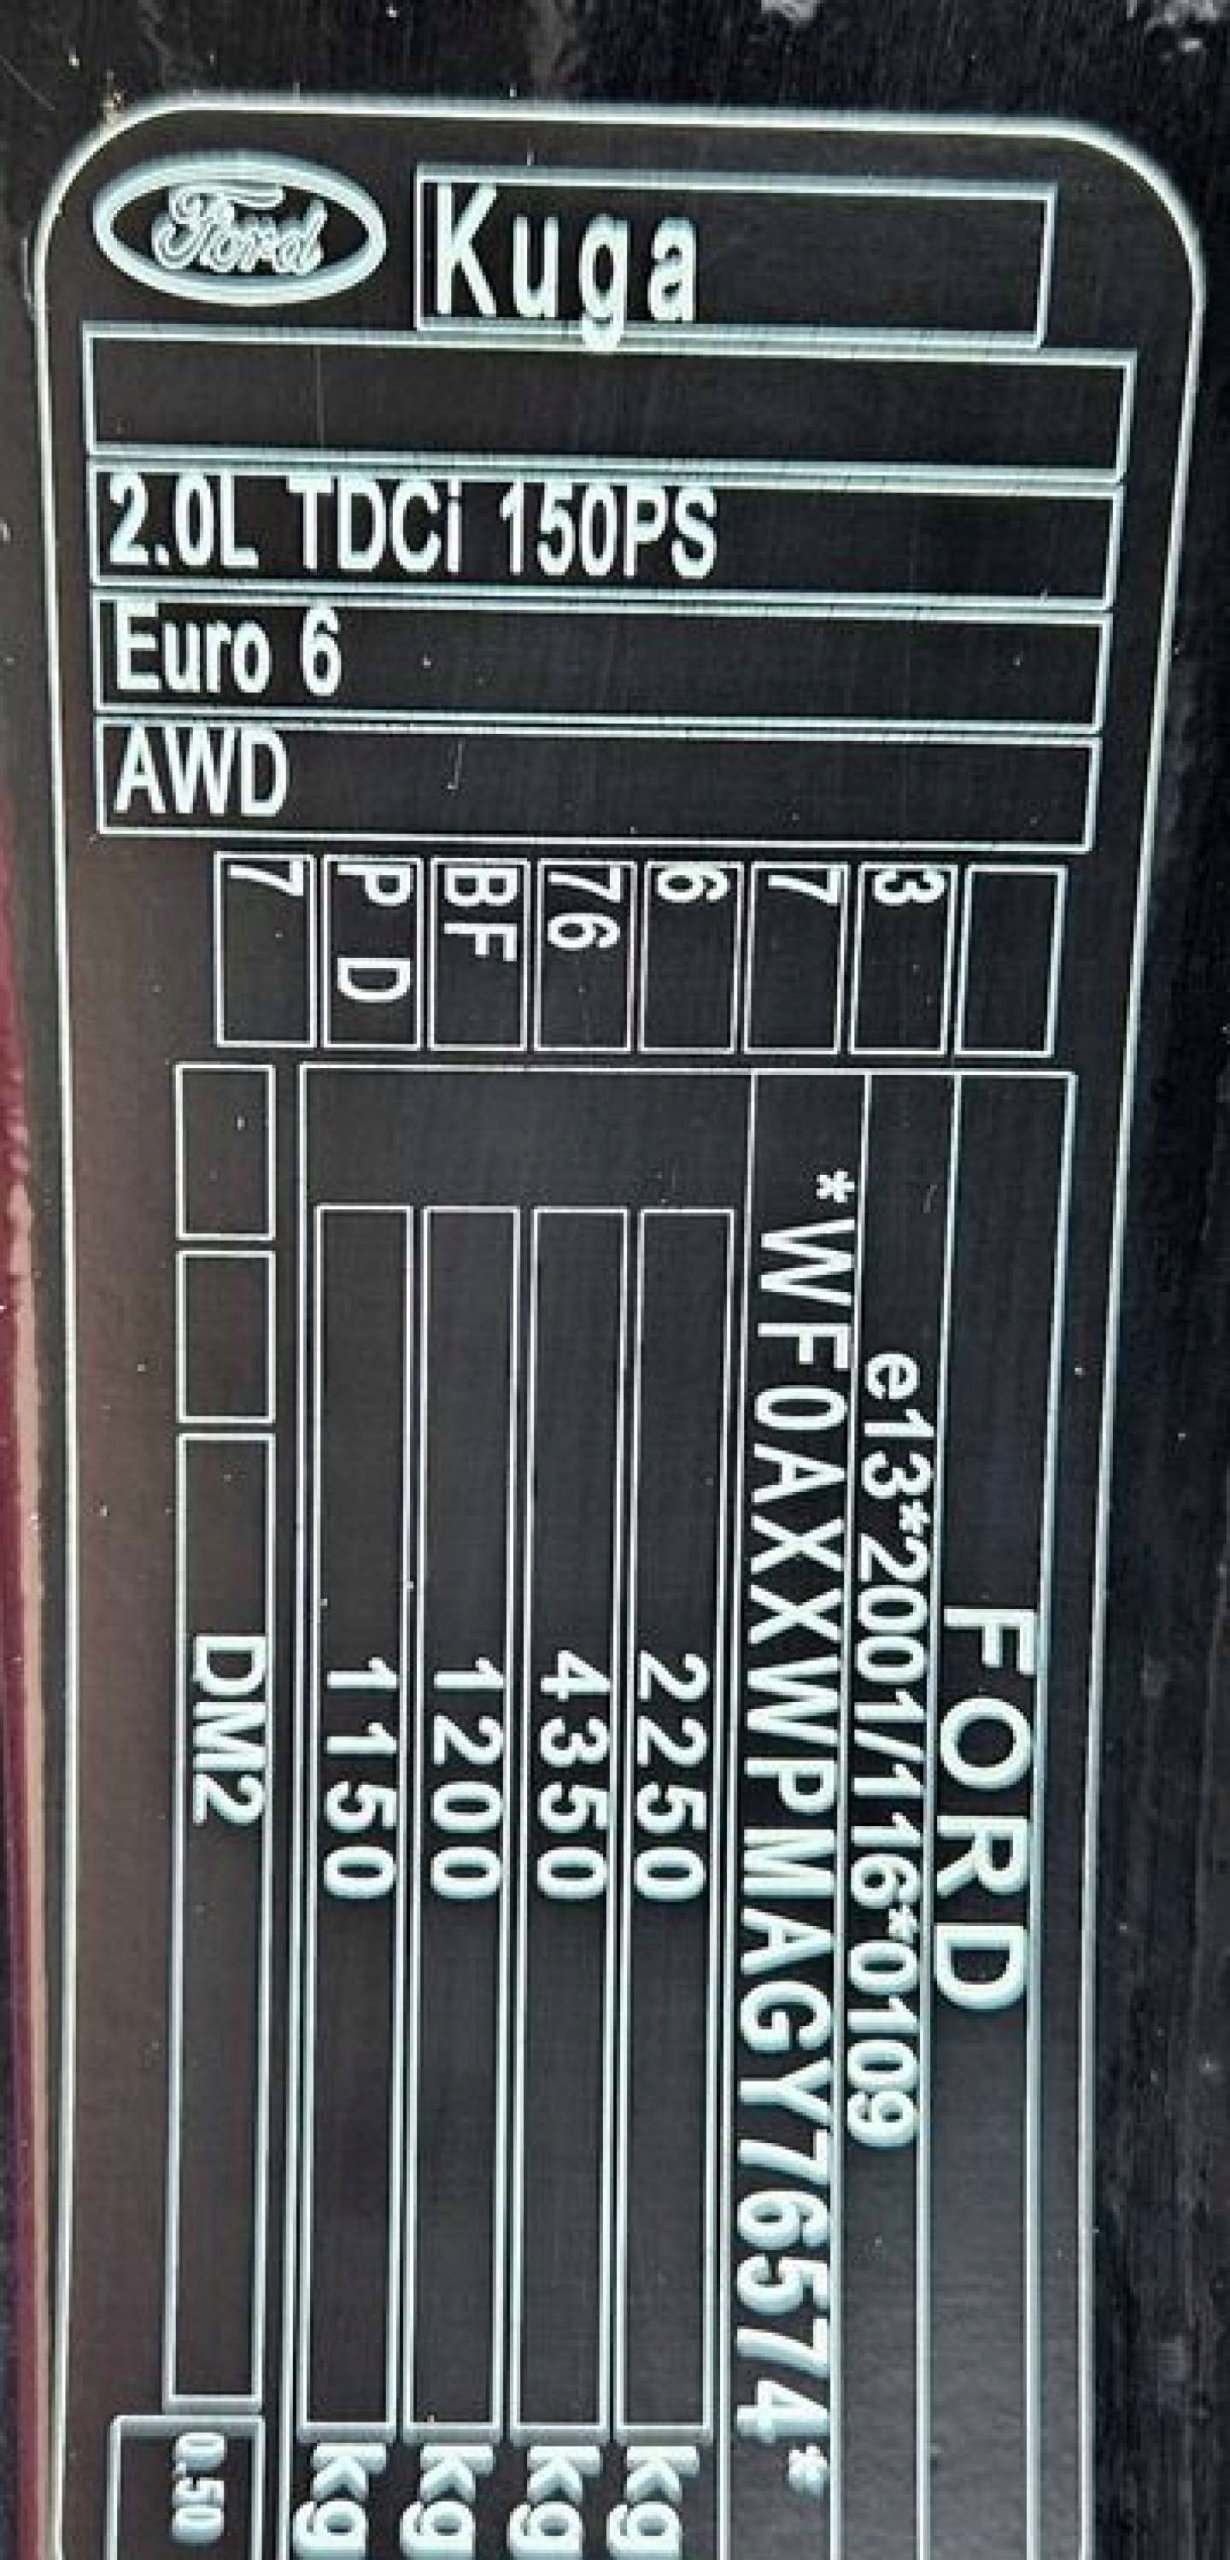 Ford
Kuga
2.0L TDCi 150PS
Euro 6
AWD
3
7
6
76
BF
P D
7
FORD
e13*2001/116*0109
*WF0AXXWPMAGY76574*
2250 kg
4350 kg
1200 kg
1150 kg
DM2
0.50